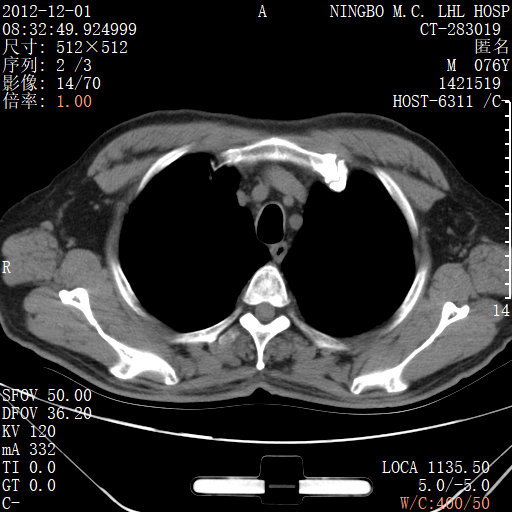 2012-12-01 A NINGBO M.C. LHL HOSP
08:32:49.924999 CT-283019
尺寸: 512×512 匿名
序列: 2 /3 M 076Y
影像: 14/70 1421519
倍率: 1.00 HOST-6311 /C-
R
14
SFOV 50.00
DFOV 36.20
KV 120
mA 332
TI 0.0 LOCA 1135.50
GT 0.0 5.0/-5.0
C- W/C:400/50